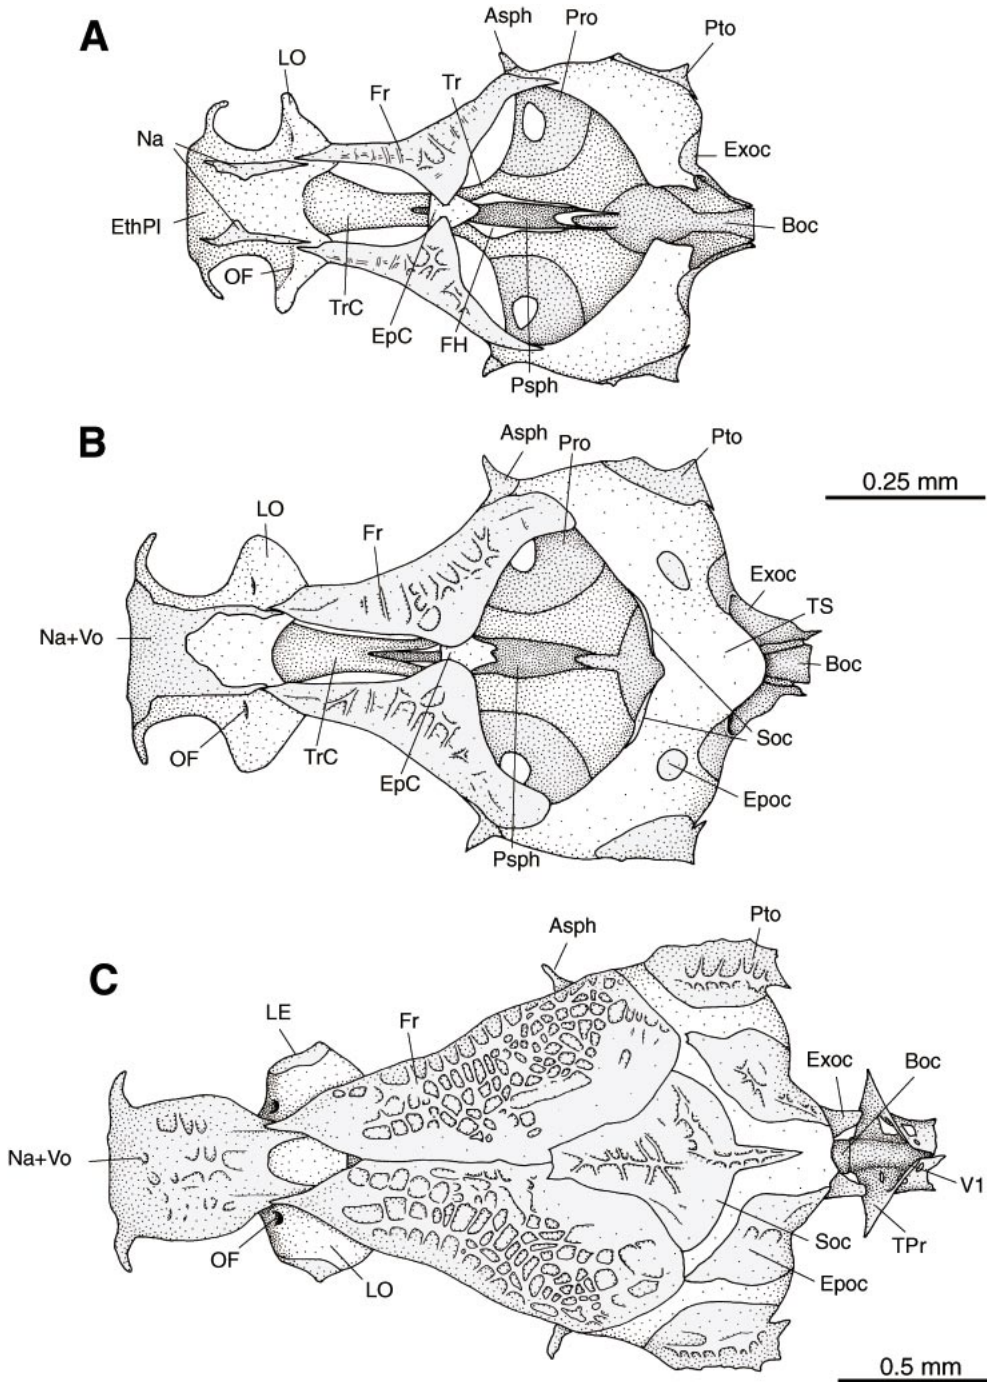 A
Asph
Pro
Pto
LO
Fr
Tr
Na
Exoc
EthPl
Boc
OF
TrC
EpC
FH
Psph
B
Asph
Pro
Pto
0.25 mm
LO
Fr
Exoc
TS
Na+Vo
Boc
OF
TrC
Soc
EpC
Epoc
Psph
C
Asph
Pto
LE
Fr
Exoc
Boc
Na+Vo
V1
OF
Soc
TPr
LO
Epoc
0.5 mm